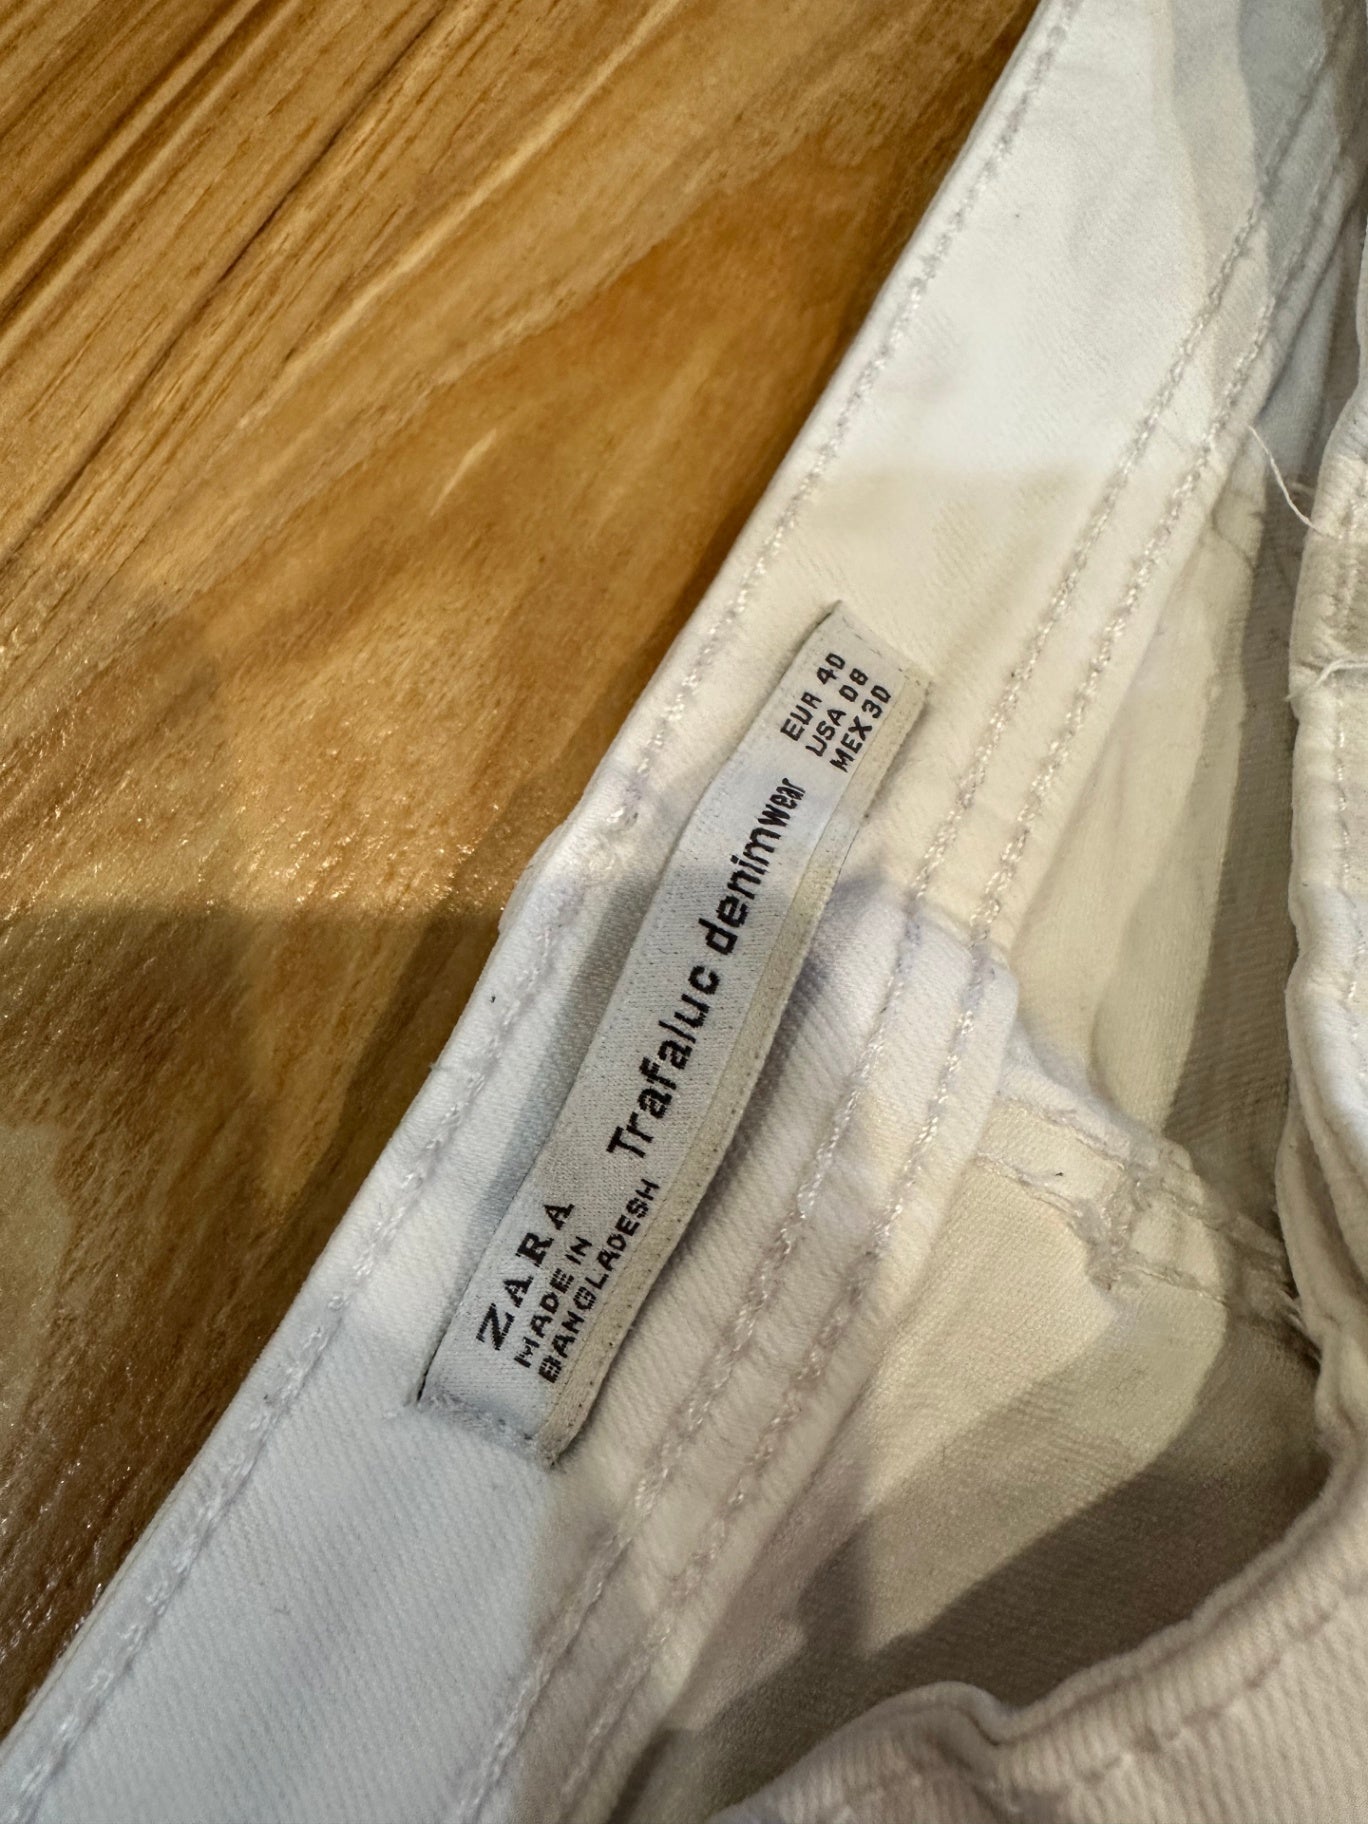 ZARA
MADE IN
BANGLADESH
Trafaluc denimwear
EUR 40
USA 08
MEX 30